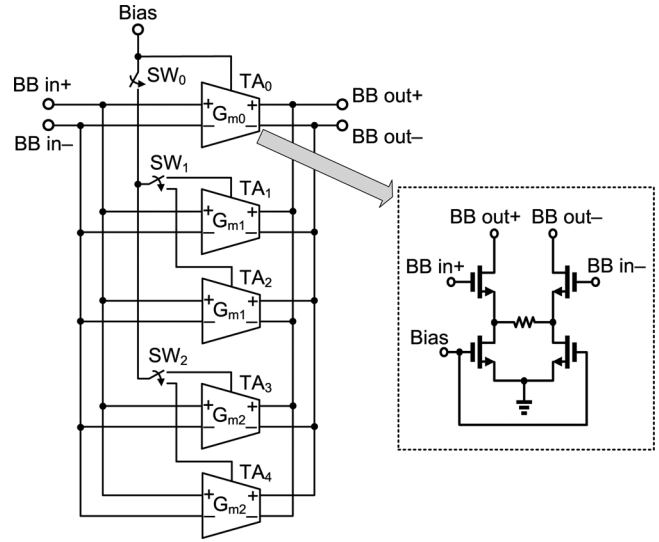 Bias
SW0
TA0
BB in+
+ Gm0 +
BB out+
BB in–
– –
BB out–
SW1
TA1
+ Gm1 +
– –
TA2
+ Gm1 +
– –
SW2
TA3
+ Gm2 +
– –
TA4
+ Gm2 +
– –
BB out+ BB out–
BB in+
BB in–
Bias